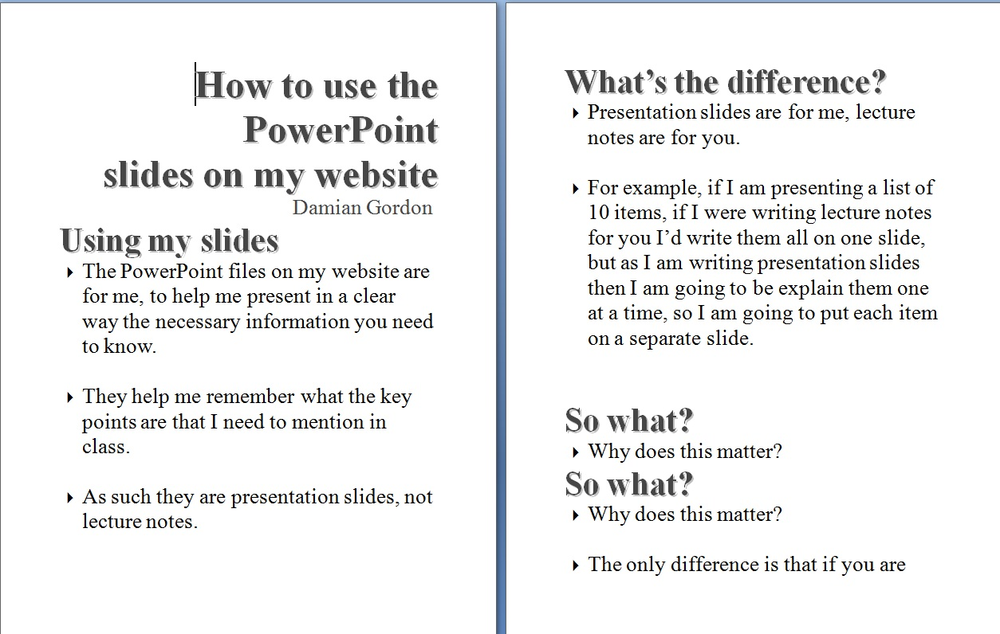 How to use the
PowerPoint
slides on my website
Damian Gordon
Using my slides
The PowerPoint files on my website are
for me, to help me present in a clear
way the necessary information you need
to know.
They help me remember what the key
points are that I need to mention in
class.
As such they are presentation slides, not
lecture notes.
What’s the difference?
Presentation slides are for me, lecture
notes are for you.
For example, if I am presenting a list of
10 items, if I were writing lecture notes
for you I’d write them all on one slide,
but as I am writing presentation slides
then I am going to be explain them one
at a time, so I am going to put each item
on a separate slide.
So what?
Why does this matter?
So what?
Why does this matter?
The only difference is that if you are